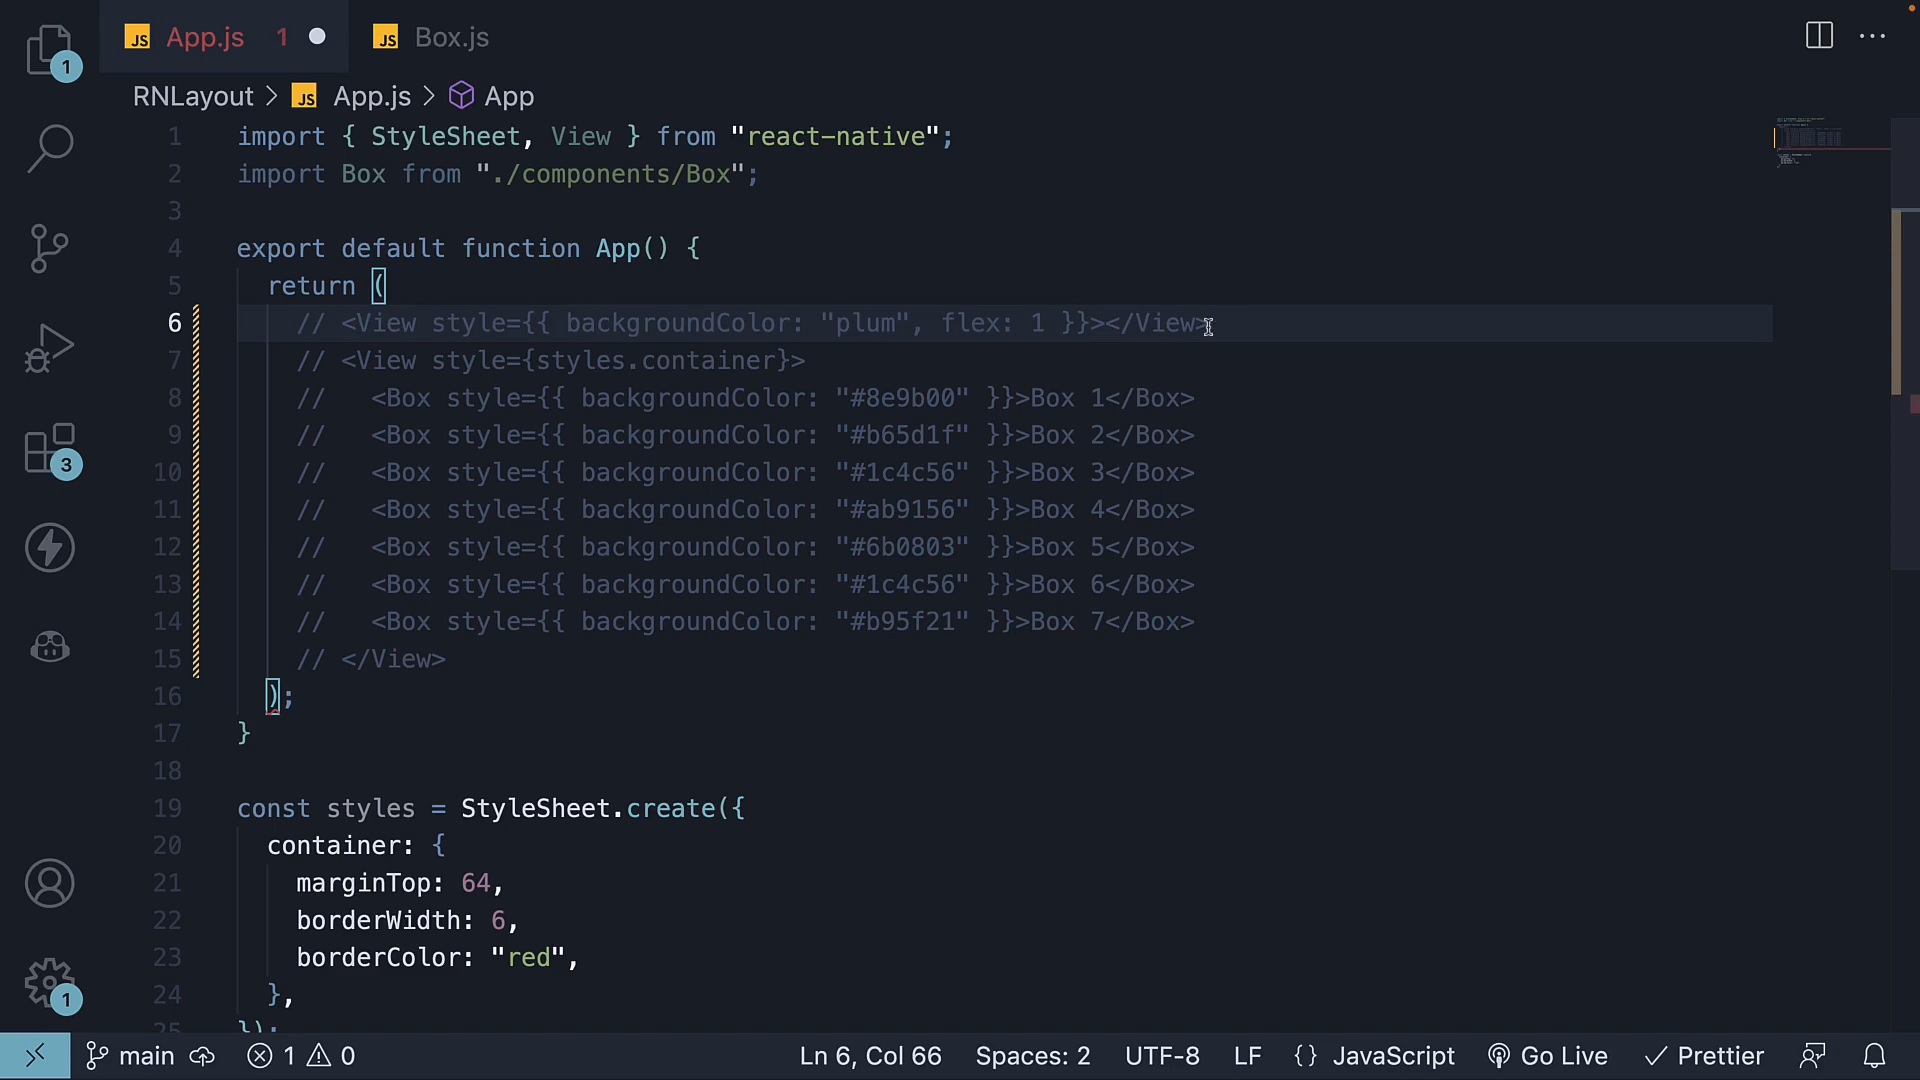 JS App.js 1
JS Box.js
RNLayout > JS App.js > App
1 import { StyleSheet, View } from "react-native";
2 import Box from "./components/Box";
3
4 export default function App() {
5   return (
6     // <View style={{ backgroundColor: "plum", flex: 1 }}></View>
7     // <View style={styles.container}>
8     //   <Box style={{ backgroundColor: "#8e9b00" }}>Box 1</Box>
9     //   <Box style={{ backgroundColor: "#b65d1f" }}>Box 2</Box>
10     //   <Box style={{ backgroundColor: "#1c4c56" }}>Box 3</Box>
11     //   <Box style={{ backgroundColor: "#ab9156" }}>Box 4</Box>
12     //   <Box style={{ backgroundColor: "#6b0803" }}>Box 5</Box>
13     //   <Box style={{ backgroundColor: "#1c4c56" }}>Box 6</Box>
14     //   <Box style={{ backgroundColor: "#b95f21" }}>Box 7</Box>
15     // </View>
16   );
17 }
18
19 const styles = StyleSheet.create({
20   container: {
21     marginTop: 64,
22     borderWidth: 6,
23     borderColor: "red",
24   },
25 });
1
3
1
main
1 0
Ln 6, Col 66
Spaces: 2
UTF-8
LF
{} JavaScript
Go Live
Prettier